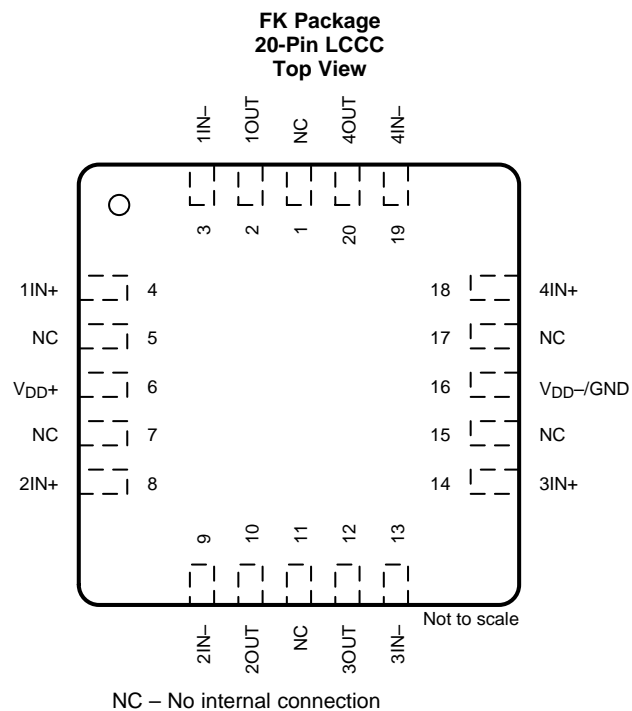 FK Package
20-Pin LCCC
Top View
1IN–
1OUT
NC
4OUT
4IN–
3
2
1
20
19
1IN+ 4
18 4IN+
NC 5
17 NC
VDD+ 6
16 VDD–/GND
NC 7
15 NC
2IN+ 8
14 3IN+
9
10
11
12
13
2IN–
2OUT
NC
3OUT
3IN–
Not to scale
NC – No internal connection